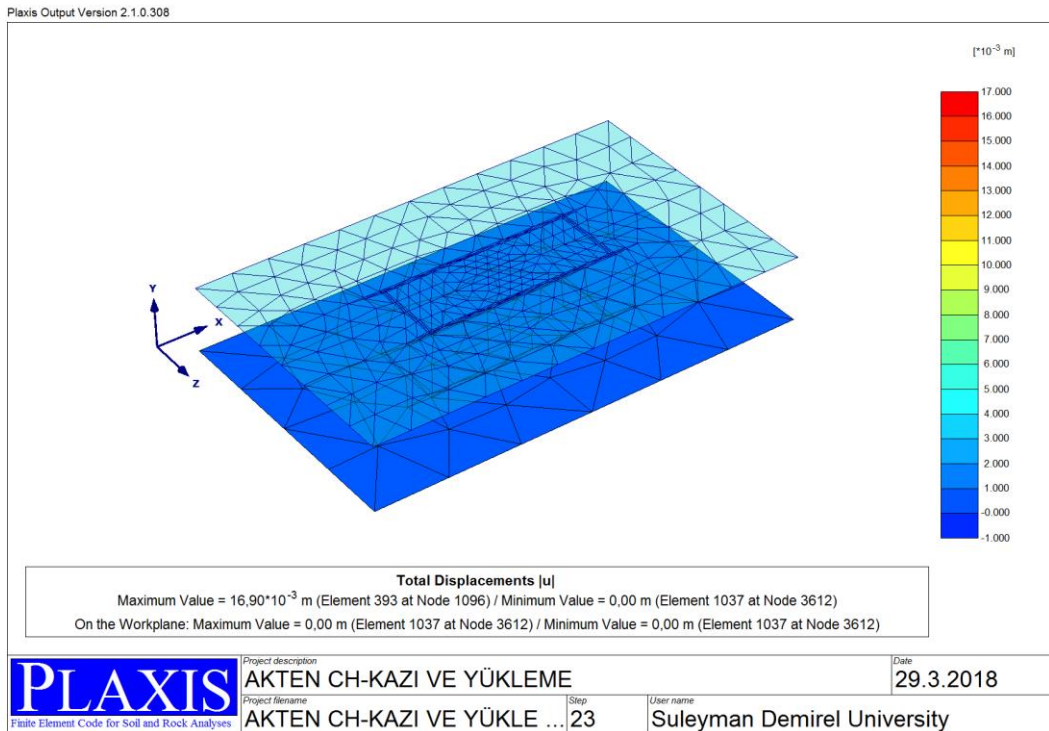 Plaxis Output Version 2.1.0.308
[*10⁻³ m]
17.000
16.000
15.000
14.000
13.000
12.000
11.000
10.000
9.000
8.000
7.000
6.000
5.000
4.000
3.000
2.000
1.000
-0.000
-1.000
Y
X
Z
Total Displacements |u|
Maximum Value = 16,90*10⁻³ m (Element 393 at Node 1096) / Minimum Value = 0,00 m (Element 1037 at Node 3612)
On the Workplane: Maximum Value = 0,00 m (Element 1037 at Node 3612) / Minimum Value = 0,00 m (Element 1037 at Node 3612)
PLAXIS
Finite Element Code for Soil and Rock Analyses
Project description
AKTEN CH-KAZI VE YÜKLEME
Date
29.3.2018
Project filename
AKTEN CH-KAZI VE YÜKLE ...
Step
23
User name
Suleyman Demirel University